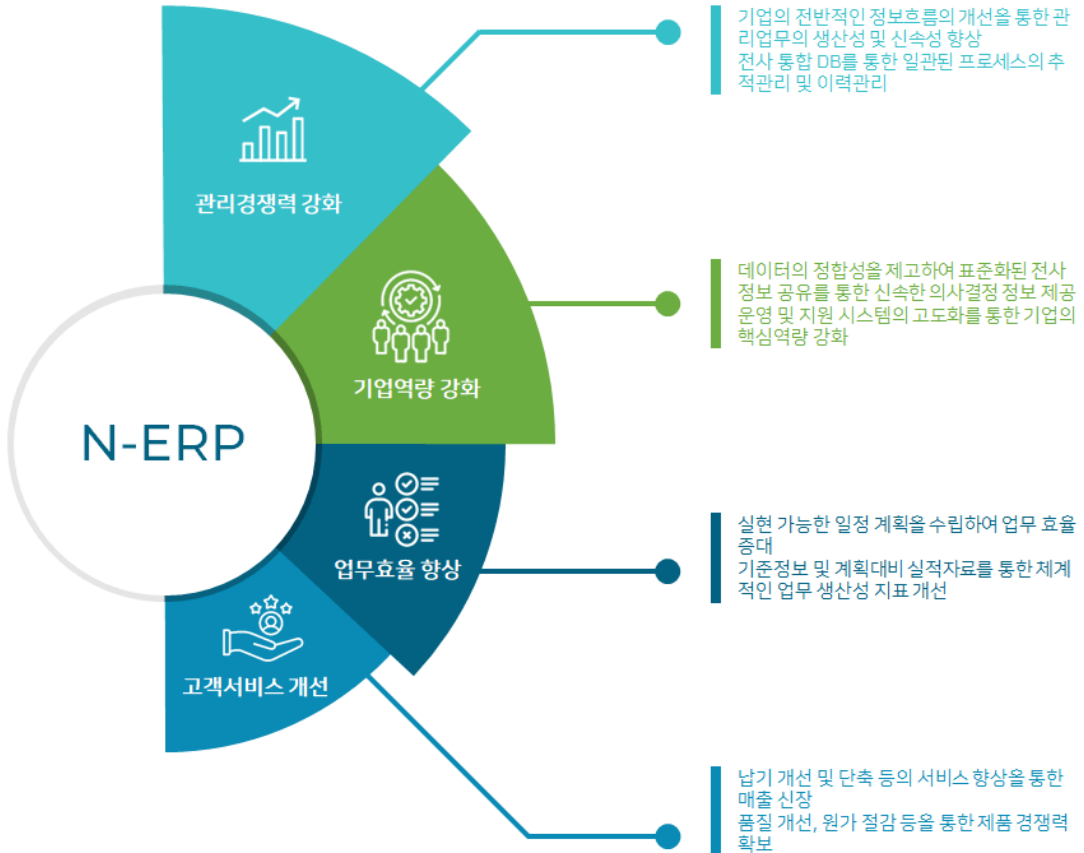 기업의 전반적인 정보흐름의 개선을 통한 관
리업무의 생산성 및 신속성 향상
전사 통합 DB를 통한 일관된 프로세스의 추
적관리 및 이력관리
관리경쟁력 강화
데이터의 정합성을 제고하여 표준화된 전사
정보 공유를 통한 신속한 의사결정 정보 제공
운영 및 지원 시스템의 고도화를 통한 기업의
핵심역량 강화
기업역량 강화
N-ERP
실현 가능한 일정 계획을 수립하여 업무 효율
증대
기준정보 및 계획대비 실적자료를 통한 체계
적인 업무 생산성 지표 개선
업무효율 향상
고객서비스 개선
납기 개선 및 단축 등의 서비스 향상을 통한
매출 신장
품질 개선, 원가 절감 등을 통한 제품 경쟁력
확보